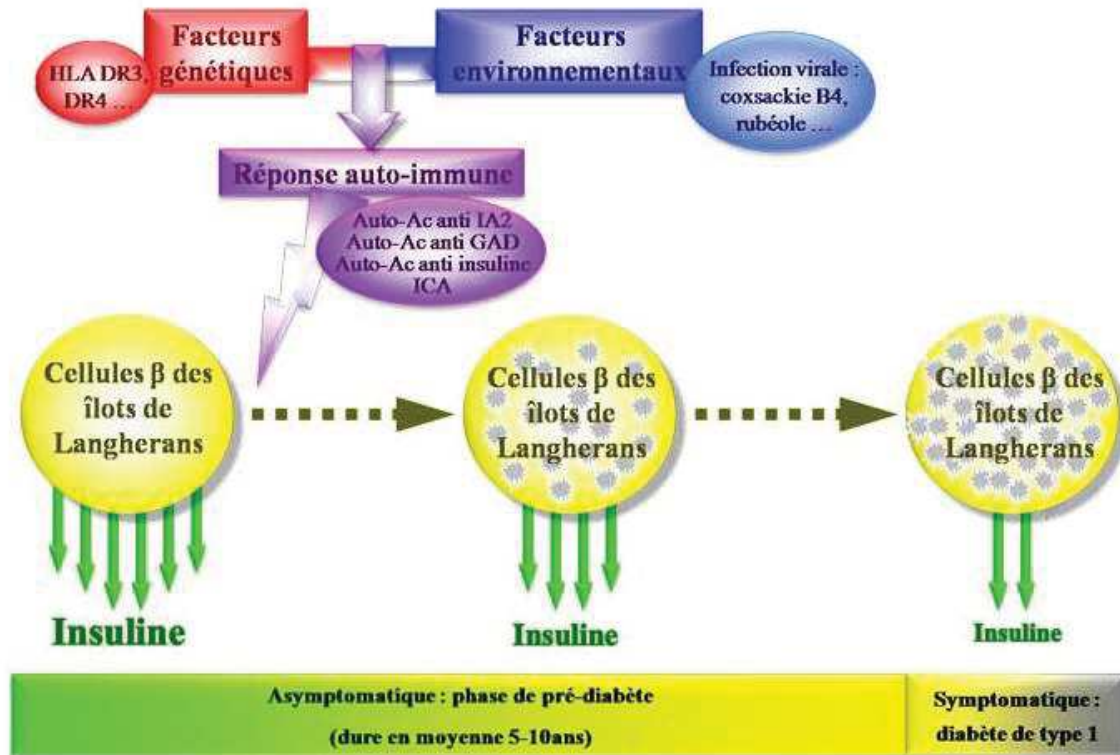 Facteurs
génétiques
Facteurs
environnementaux
HLA DR3,
DR4 ...
Infection virale :
coxsackie B4,
rubéole ...
Réponse auto-immune
Auto-Ac anti IA2
Auto-Ac anti GAD
Auto-Ac anti insuline
ICA
Cellules β des
îlots de
Langherans
Cellules β des
îlots de
Langherans
Cellules β des
îlots de
Langherans
Insuline
Insuline
Insuline
Asymptomatique : phase de pré-diabète
(dure en moyenne 5-10ans)
Symptomatique :
diabète de type 1